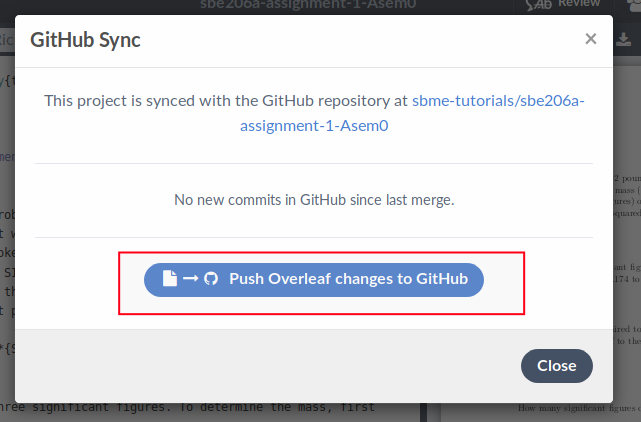 sbe206a-assignment-1-Asem0
Review
GitHub Sync
×
This project is synced with the GitHub repository at sbme-tutorials/sbe206a-
assignment-1-Asem0
No new commits in GitHub since last merge.
Push Overleaf changes to GitHub
Close
hree significant figures. To determine the mass, first
How many significant figures